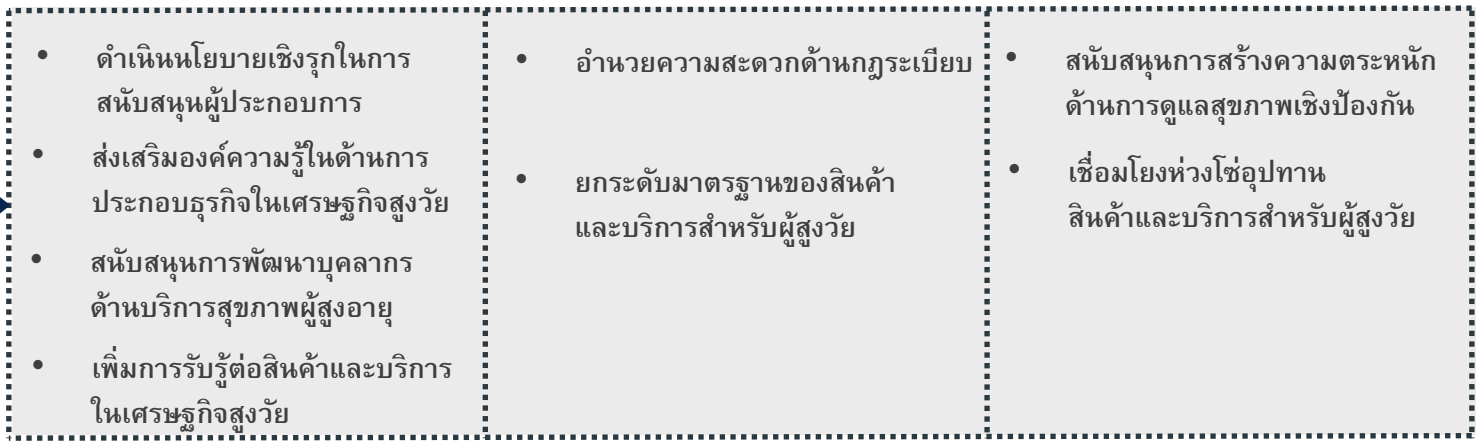 • ดำเนินนโยบายเชิงรุกในการ
สนับสนุนผู้ประกอบการ
• ส่งเสริมองค์ความรู้ในด้านการ
ประกอบธุรกิจในเศรษฐกิจสูงวัย
• สนับสนุนการพัฒนาบุคลากร
ด้านบริการสุขภาพผู้สูงอายุ
• เพิ่มการรับรู้ต่อสินค้าและบริการ
ในเศรษฐกิจสูงวัย
• อำนวยความสะดวกด้านกฎระเบียบ
• ยกระดับมาตรฐานของสินค้า
และบริการสำหรับผู้สูงวัย
• สนับสนุนการสร้างความตระหนัก
ด้านการดูแลสุขภาพเชิงป้องกัน
• เชื่อมโยงห่วงโซ่อุปทาน
สินค้าและบริการสำหรับผู้สูงวัย